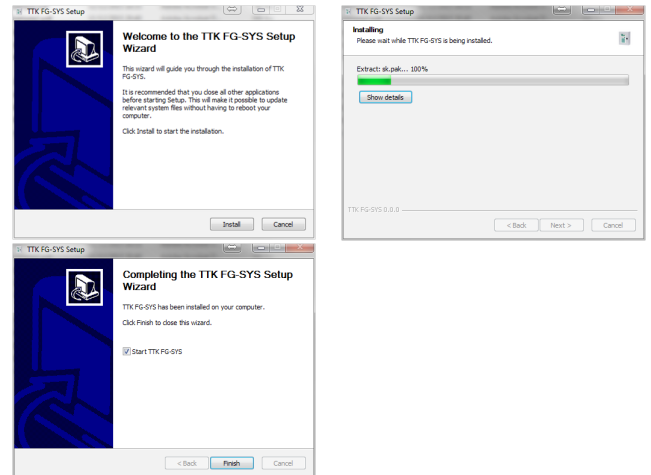 TTK FG-SYS Setup
Welcome to the TTK FG-SYS Setup
Wizard
This wizard will guide you through the installation of TTK
FG-SYS.
It is recommended that you close all other applications
before starting Setup. This will make it possible to update
relevant system files without having to reboot your
computer.
Click Install to start the installation.
Install
Cancel
TTK FG-SYS Setup
Installing
Please wait while TTK FG-SYS is being installed.
Extract: sk.pak... 100%
Show details
TTK FG-SYS 0.0.0
< Back
Next >
Cancel
TTK FG-SYS Setup
Completing the TTK FG-SYS Setup
Wizard
TTK FG-SYS has been installed on your computer.
Click Finish to close this wizard.
Start TTK FG-SYS
< Back
Finish
Cancel